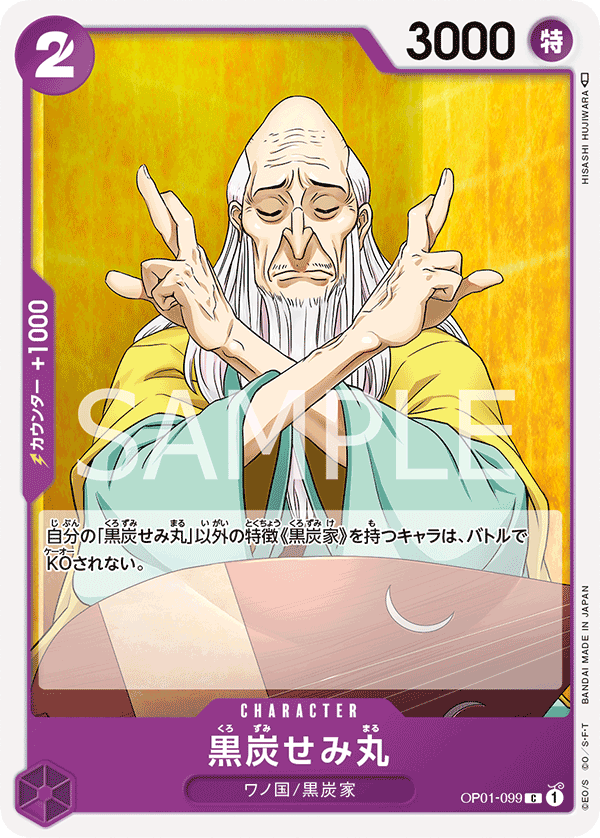 2
3000 特
HISASHI HUJIWARA
カウンター +1000
SAMPLE
自分の「黒炭せみ丸」以外の特徴《黒炭家》を持つキャラは、バトルで
KOされない。
BANDAI MADE IN JAPAN
©E.O/S ©O/S・F・T
CHARACTER
黒炭せみ丸
ワノ国/黒炭家
OP01-099 C 1